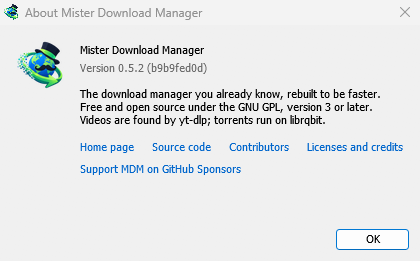 About Mister Download Manager
Mister Download Manager
Version 0.5.2 (b9b9fed0d)
The download manager you already know, rebuilt to be faster.
Free and open source under the GNU GPL, version 3 or later.
Videos are found by yt-dlp; torrents run on librqbit.
Home page Source code Contributors Licenses and credits
Support MDM on GitHub Sponsors
OK